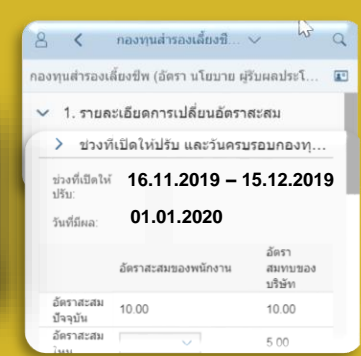 กองทุนสำรองเลี้ยงชี...
กองทุนสำรองเลี้ยงชีพ (อัตรา นโยบาย ผู้รับผลประโ...
1. รายละเอียดการเปลี่ยนอัตราสะสม
ช่วงที่เปิดให้ปรับ และวันครบรอบกองทุ...
ช่วงที่เปิดให้
ปรับ:
16.11.2019 – 15.12.2019
วันที่มีผล:
01.01.2020
อัตราสะสมของพนักงาน
อัตรา
สมทบของ
บริษัท
อัตราสะสม
ปัจจุบัน
10.00
10.00
อัตราสะสม
ใหม่
5.00